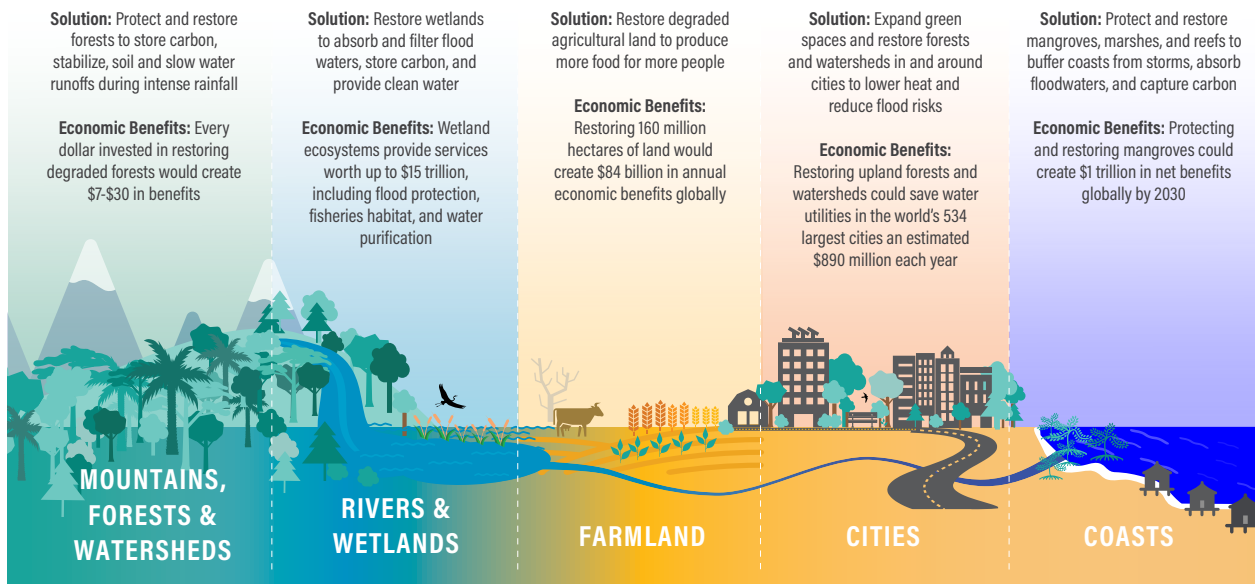 Solution: Protect and restore
forests to store carbon,
stabilize, soil and slow water
runoffs during intense rainfall
Economic Benefits: Every
dollar invested in restoring
degraded forests would create
$7-$30 in benefits
Solution: Restore wetlands
to absorb and filter flood
waters, store carbon, and
provide clean water
Economic Benefits: Wetland
ecosystems provide services
worth up to $15 trillion,
including flood protection,
fisheries habitat, and water
purification
Solution: Restore degraded
agricultural land to produce
more food for more people
Economic Benefits:
Restoring 160 million
hectares of land would
create $84 billion in annual
economic benefits globally
Solution: Expand green
spaces and restore forests
and watersheds in and around
cities to lower heat and
reduce flood risks
Economic Benefits:
Restoring upland forests and
watersheds could save water
utilities in the world's 534
largest cities an estimated
$890 million each year
Solution: Protect and restore
mangroves, marshes, and reefs to
buffer coasts from storms, absorb
floodwaters, and capture carbon
Economic Benefits: Protecting
and restoring mangroves could
create $1 trillion in net benefits
globally by 2030
MOUNTAINS,
FORESTS &
WATERSHEDS
RIVERS &
WETLANDS
FARMLAND
CITIES
COASTS